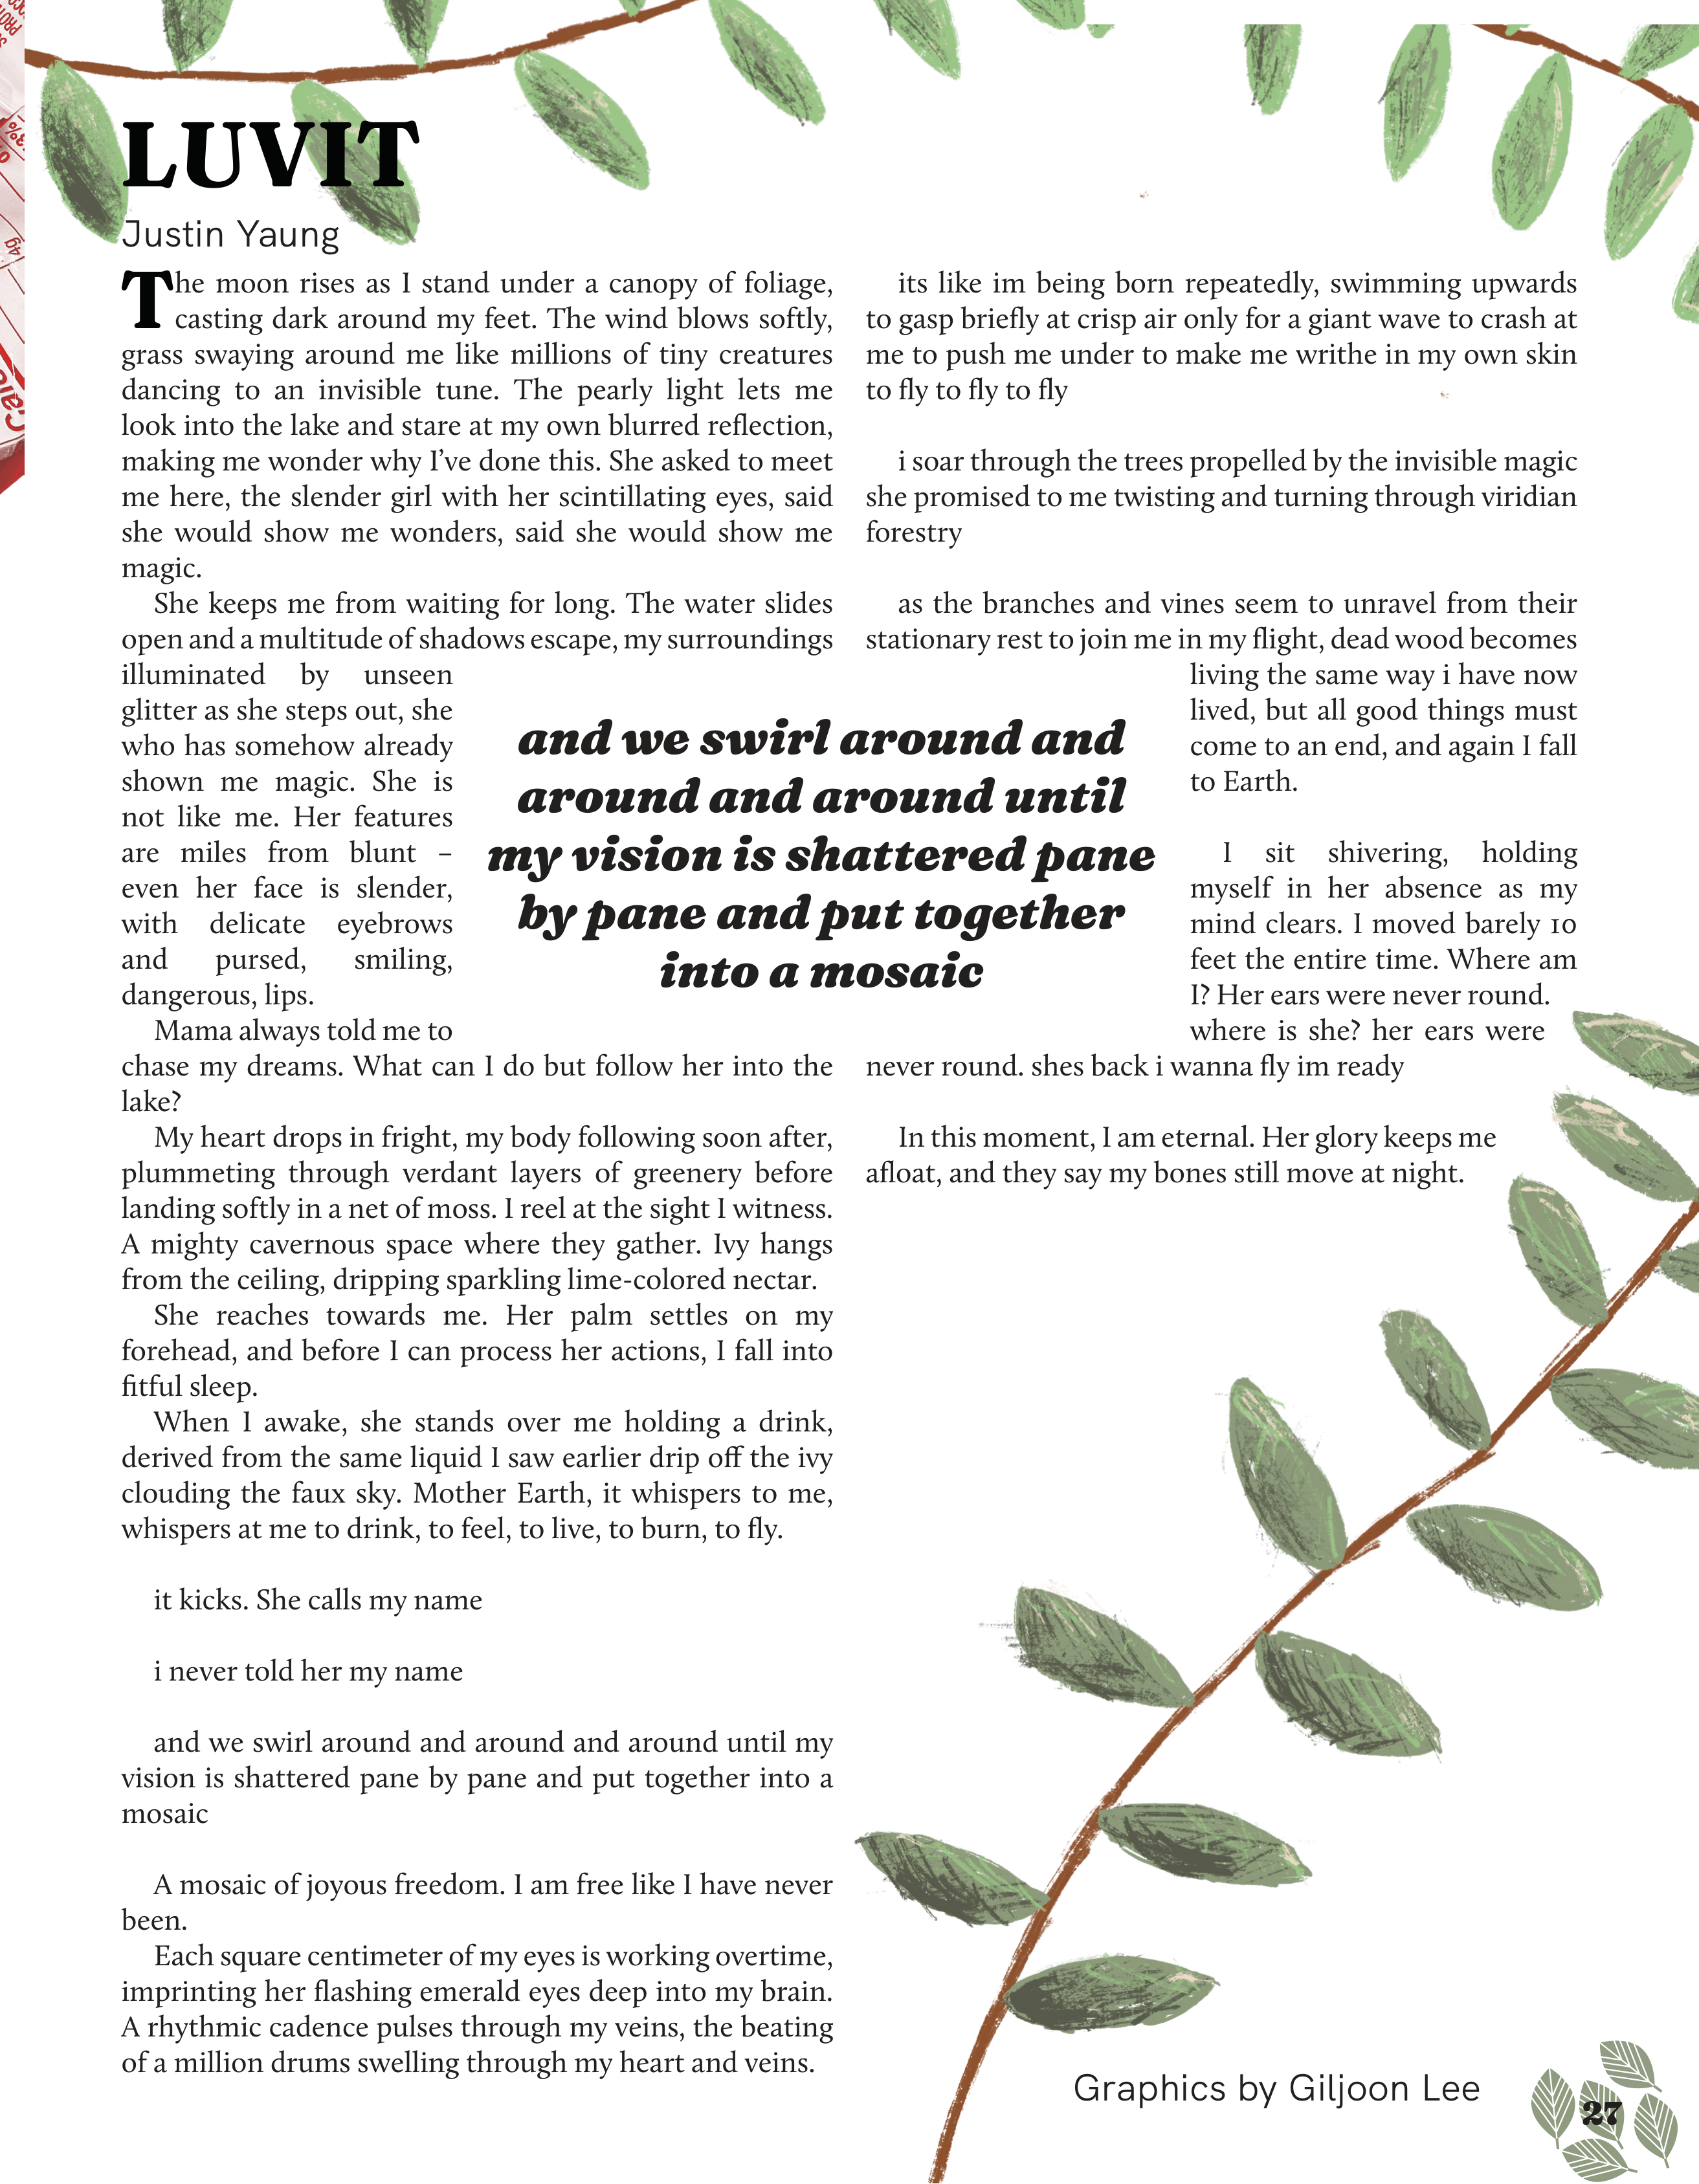 LUVIT
Justin Yaung
The moon rises as I stand under a canopy of foliage,
casting dark around my feet. The wind blows softly,
grass swaying around me like millions of tiny creatures
dancing to an invisible tune. The pearly light lets me
look into the lake and stare at my own blurred reflection,
making me wonder why I’ve done this. She asked to meet
me here, the slender girl with her scintillating eyes, said
she would show me wonders, said she would show me
magic.
She keeps me from waiting for long. The water slides
open and a multitude of shadows escape, my surroundings
illuminated by unseen
glitter as she steps out, she
who has somehow already
shown me magic. She is
not like me. Her features
are miles from blunt –
even her face is slender,
with delicate eyebrows
and pursed, smiling,
dangerous, lips.
Mama always told me to
chase my dreams. What can I do but follow her into the
lake?
My heart drops in fright, my body following soon after,
plummeting through verdant layers of greenery before
landing softly in a net of moss. I reel at the sight I witness.
A mighty cavernous space where they gather. Ivy hangs
from the ceiling, dripping sparkling lime-colored nectar.
She reaches towards me. Her palm settles on my
forehead, and before I can process her actions, I fall into
fitful sleep.
When I awake, she stands over me holding a drink,
derived from the same liquid I saw earlier drip off the ivy
clouding the faux sky. Mother Earth, it whispers to me,
whispers at me to drink, to feel, to live, to burn, to fly.
it kicks. She calls my name
i never told her my name
and we swirl around and around and around until my
vision is shattered pane by pane and put together into a
mosaic
A mosaic of joyous freedom. I am free like I have never
been.
Each square centimeter of my eyes is working overtime,
imprinting her flashing emerald eyes deep into my brain.
A rhythmic cadence pulses through my veins, the beating
of a million drums swelling through my heart and veins.
and we swirl around and
around and around until
my vision is shattered pane
by pane and put together
into a mosaic
its like im being born repeatedly, swimming upwards
to gasp briefly at crisp air only for a giant wave to crash at
me to push me under to make me writhe in my own skin
to fly to fly to fly
i soar through the trees propelled by the invisible magic
she promised to me twisting and turning through viridian
forestry
as the branches and vines seem to unravel from their
stationary rest to join me in my flight, dead wood becomes
living the same way i have now
lived, but all good things must
come to an end, and again I fall
to Earth.
I sit shivering, holding
myself in her absence as my
mind clears. I moved barely 10
feet the entire time. Where am
I? Her ears were never round.
where is she? her ears were
never round. shes back i wanna fly im ready
In this moment, I am eternal. Her glory keeps me
afloat, and they say my bones still move at night.
Graphics by Giljoon Lee
27